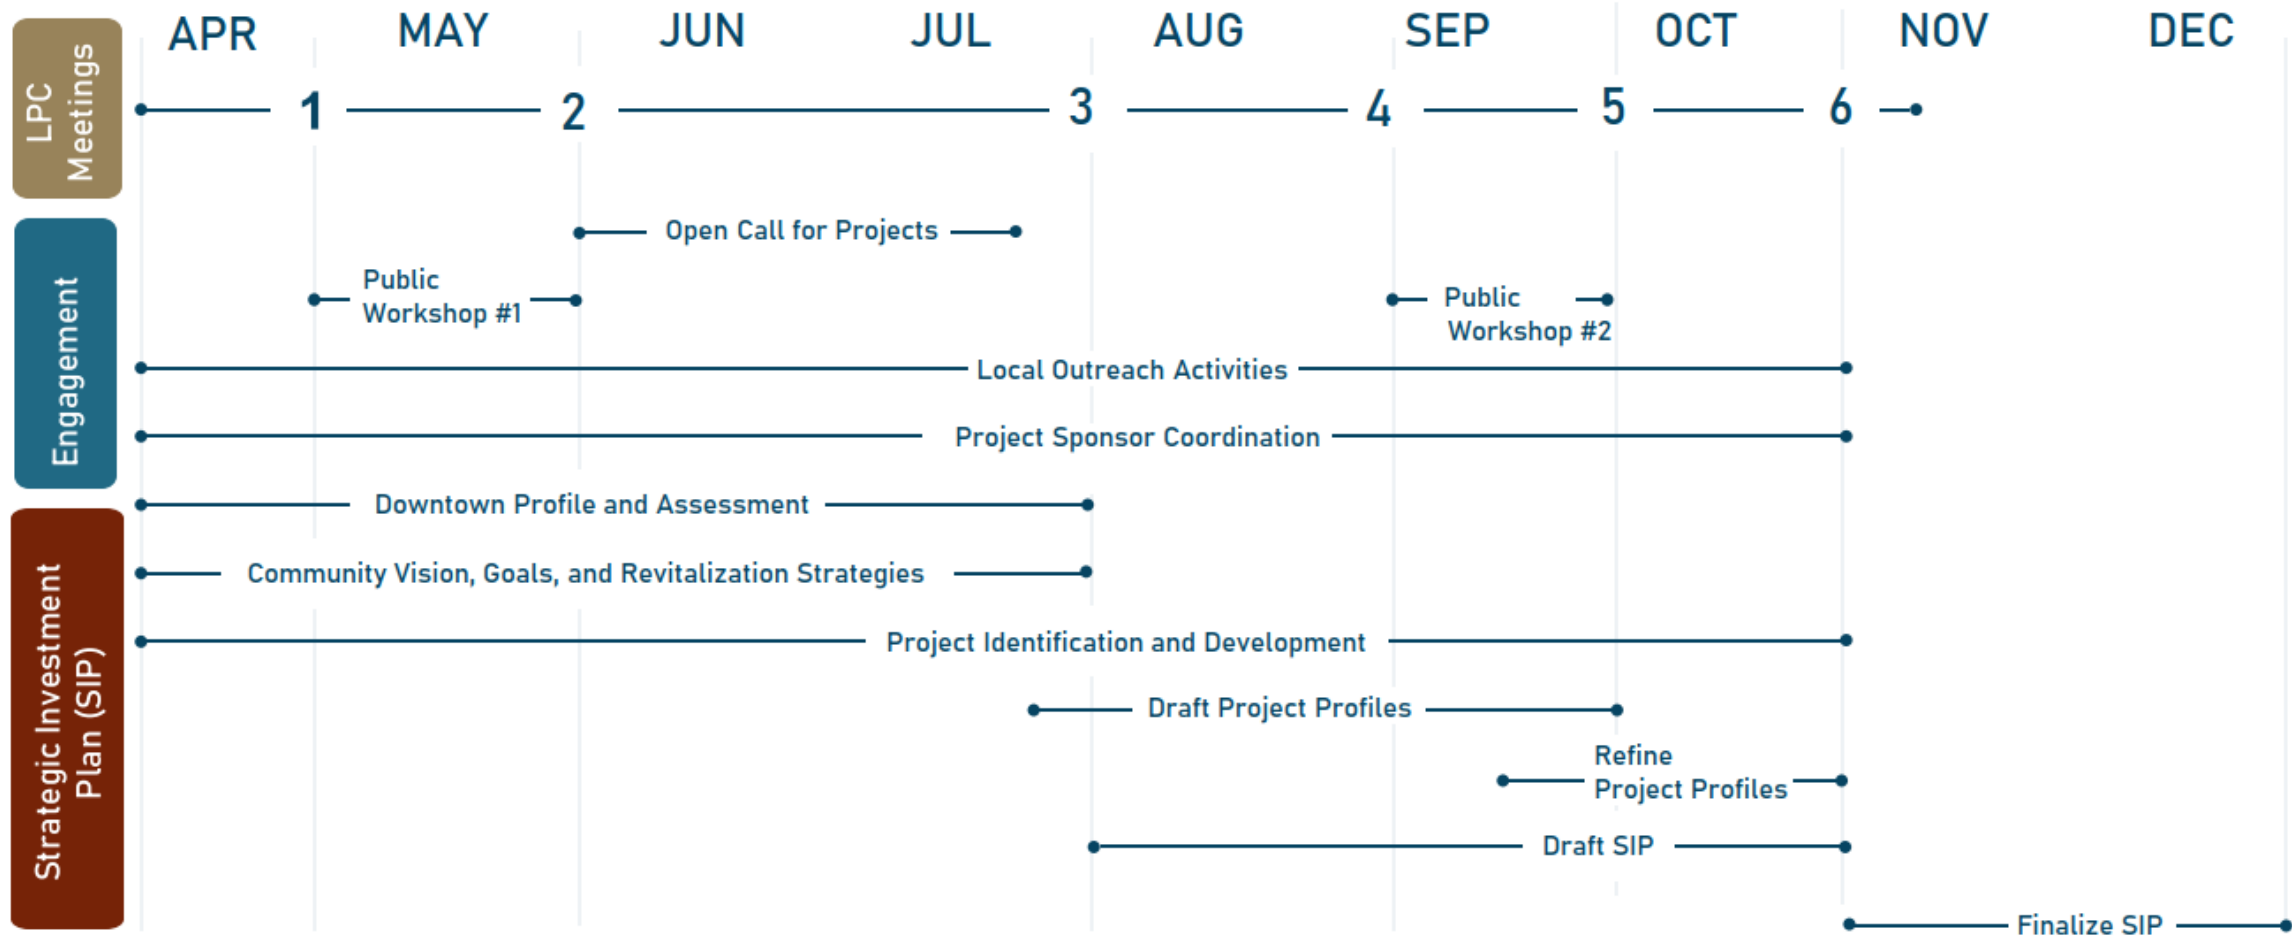 APR MAY JUN JUL AUG SEP OCT NOV DEC
LPC
Meetings
1 2 3 4 5 6
Engagement
Open Call for Projects
Public
Workshop #1
Public
Workshop #2
Local Outreach Activities
Project Sponsor Coordination
Strategic Investment
Plan (SIP)
Downtown Profile and Assessment
Community Vision, Goals, and Revitalization Strategies
Project Identification and Development
Draft Project Profiles
Refine
Project Profiles
Draft SIP
Finalize SIP